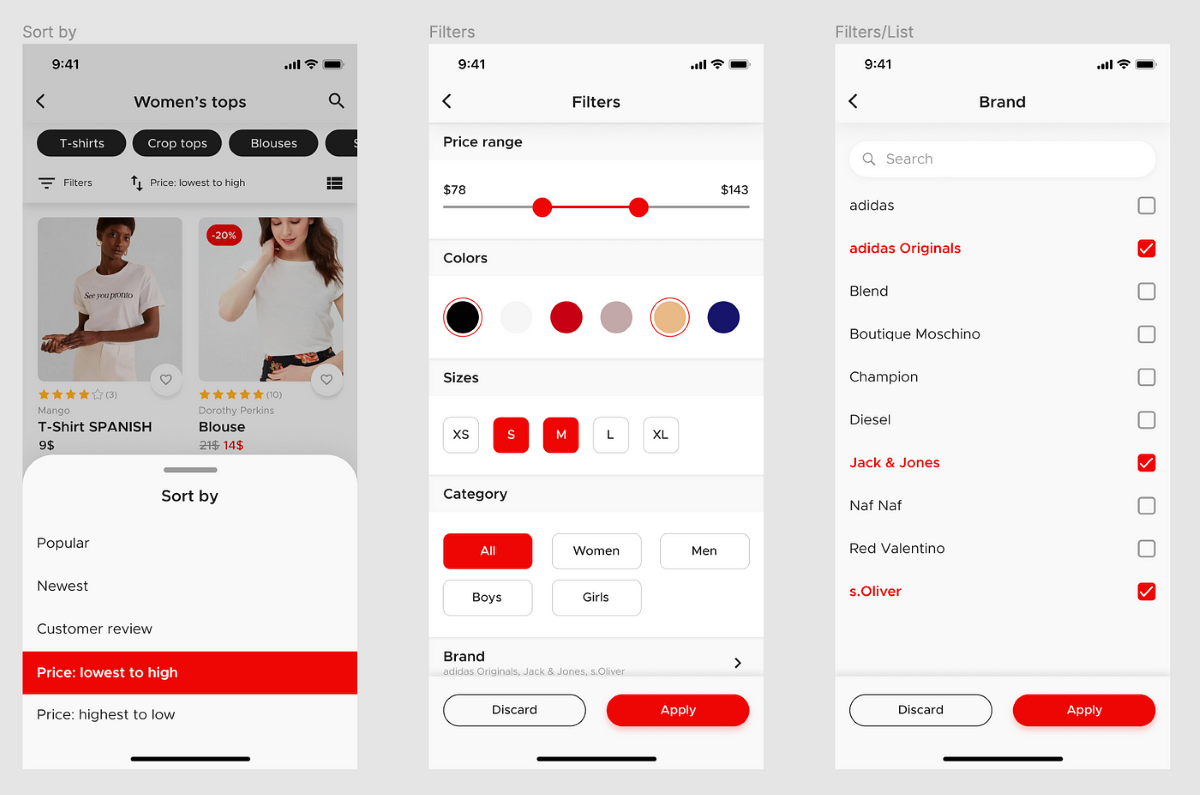 Sort by
9:41
Women's tops
T-shirts
Crop tops
Blouses
S
Filters
Price: lowest to high
See you pronto
-20%
(3)
(10)
Mango
Dorothy Perkins
T-Shirt SPANISH
Blouse
9$
21$ 14$
Sort by
Popular
Newest
Customer review
Price: lowest to high
Price: highest to low
Filters
9:41
Filters
Price range
$78
$143
Colors
Sizes
XS
S
M
L
XL
Category
All
Women
Men
Boys
Girls
Brand
adidas Originals, Jack & Jones, s.Oliver
Discard
Apply
Filters/List
9:41
Brand
Search
adidas
adidas Originals
Blend
Boutique Moschino
Champion
Diesel
Jack & Jones
Naf Naf
Red Valentino
s.Oliver
Discard
Apply